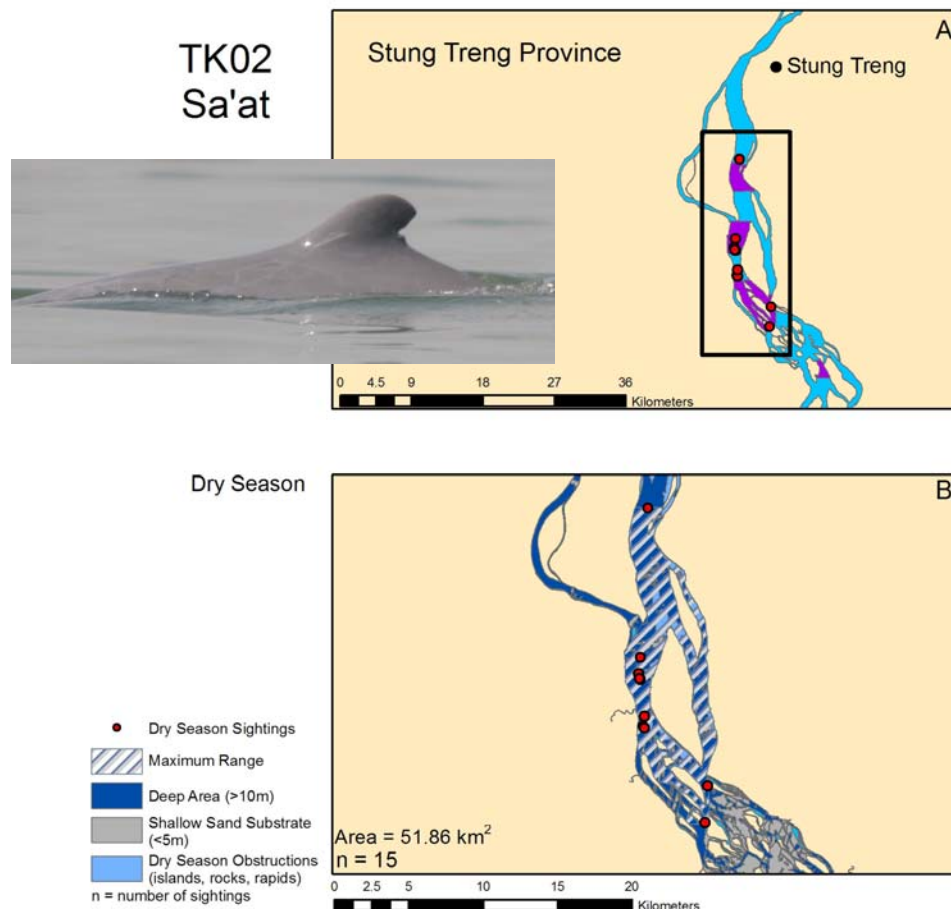 TK02
Sa'at
Stung Treng Province
A
Stung Treng
0 4.5 9 18 27 36
Kilometers
Dry Season
B
Dry Season Sightings
Maximum Range
Deep Area (>10m)
Shallow Sand Substrate
(<5m)
Dry Season Obstructions
(islands, rocks, rapids)
n = number of sightings
Area = 51.86 km²
n = 15
0 2.5 5 10 15 20
Kilometers